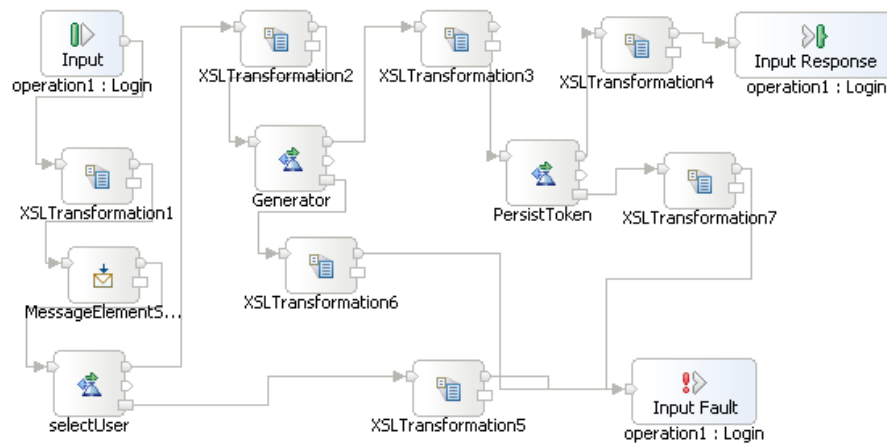 Input
operation1 : Login
XSLTransformation2
XSLTransformation3
XSLTransformation4
Input Response
operation1 : Login
XSLTransformation1
Generator
PersistToken
XSLTransformation7
MessageElementS...
XSLTransformation6
selectUser
XSLTransformation5
Input Fault
operation1 : Login